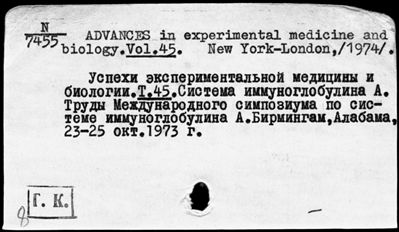 N
7455
ADVANCES in experimental medicine and
biology.Vol.45. New York-London,/1974/.
Успехи экспериментальной медицины и
биологии.Т.45.Система иммуноглобулина А.
Труды Международного симпозиума по сис-
теме иммуноглобулина А.Бирмингам,Алабама,
23-25 окт.1973 г.
Г. К.
8